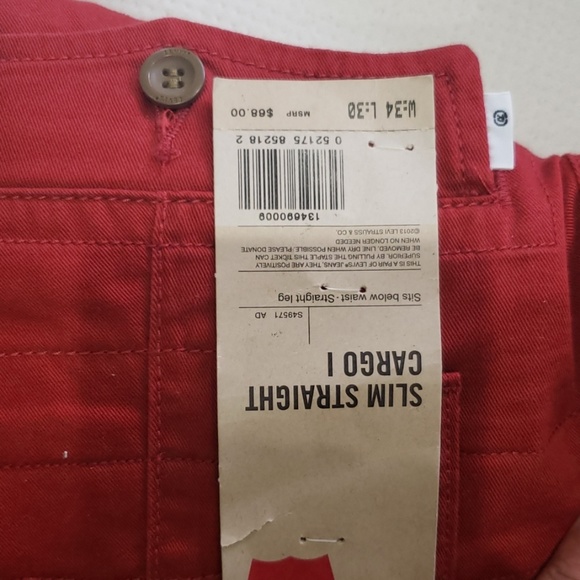 SLIM STRAIGHT
CARGO I
S49571 AD
Sits below waist - Straight leg
THIS IS A PAIR OF LEVI'S® JEANS. THEY ARE POSITIVELY
SUPERIOR. BY PULLING THE STAPLE THIS TICKET CAN
BE REMOVED. LINE DRIED WHEN POSSIBLE. PLEASE DONATE
WHEN NO LONGER NEEDED
©2013 LEVI STRAUSS & CO.
134690009
0 52175 85218 2
MSRP $68.00
W:34 L:30
®